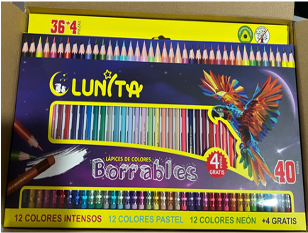 36+4
LUNITA
LÁPICES DE COLORES
Borrables
4
GRATIS
40
12 COLORES INTENSOS 12 COLORES PASTEL 12 COLORES NEÓN +4 GRATIS